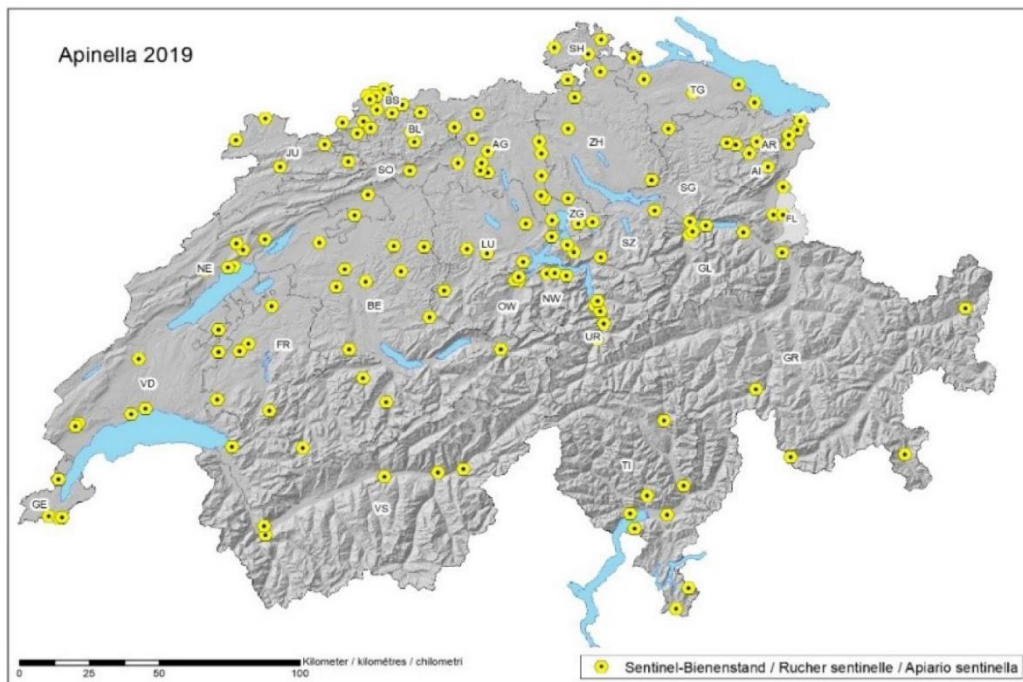 Apinella 2019
SH
BS
TG
BL
ZH
AG
AR
JU
SO
AI
SG
ZG
FL
LU
SZ
NE
GL
BE
OW
NW
UR
FR
GR
VD
TI
GE
VS
Kilometer / kilomètres / chilometri
0 25 50 100
Sentinel-Bienenstand / Rucher sentinelle / Apiario sentinella